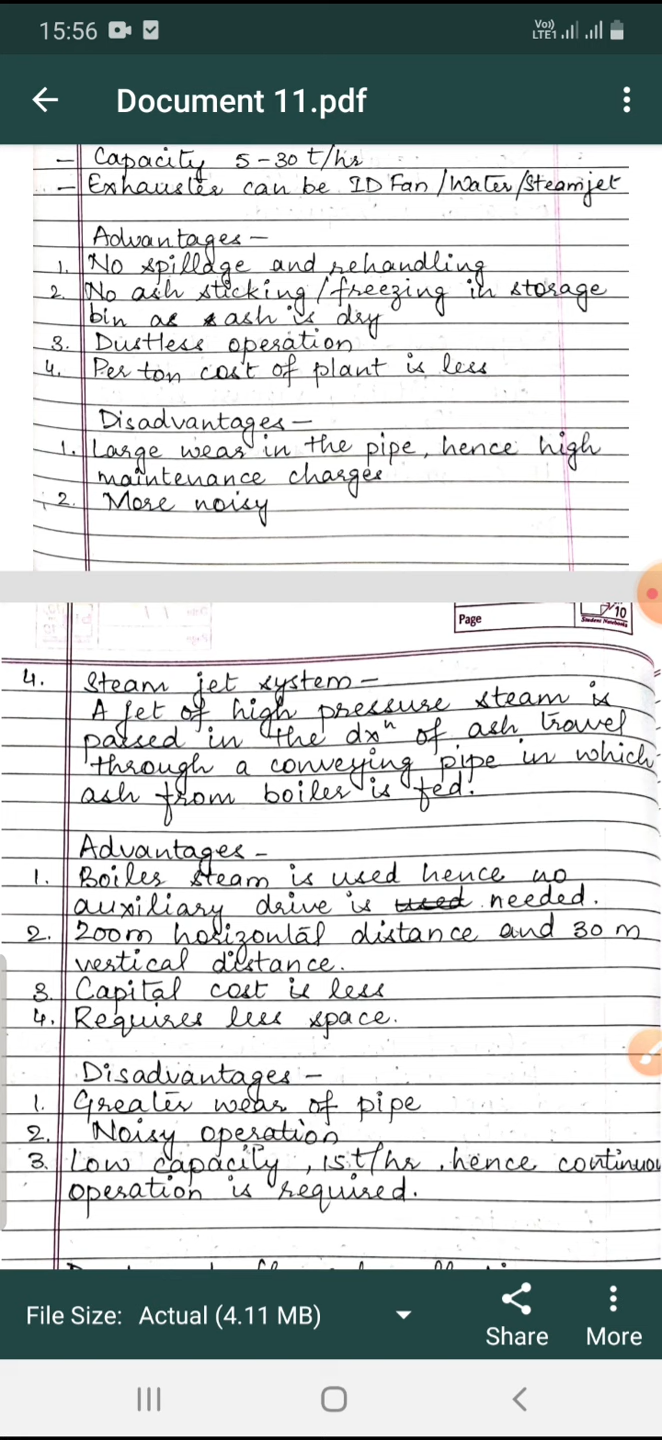 15:56
Vo))
LTE1
Document 11.pdf
- Capacity 5-30 t/hr
- Exhauster can be ID Fan/Water/Steamjet
Advantages -
1. No spillage and rehandling
2. No ash sticking/freezing in storage
bin as ash is dry
3. Dustless operation
4. Per ton cost of plant is less
Disadvantages -
1. Large wear in the pipe, hence high
maintenance charges
2. More noisy
Page
10
Student Notebooks
4. Steam jet system -
A jet of high pressure steam is
passed in the dxⁿ of ash travel
through a conveying pipe in which
ash from boiler is fed.
Advantages -
1. Boiler steam is used hence no
auxiliary drive is used needed.
2. 200m horizontal distance and 30 m
vertical distance.
3. Capital cost is less
4. Requires less space.
Disadvantages -
1. Greater wear of pipe
2. Noisy operation
3. Low capacity, 15t/hr, hence continuou
operation is required.
File Size: Actual (4.11 MB)
Share
More